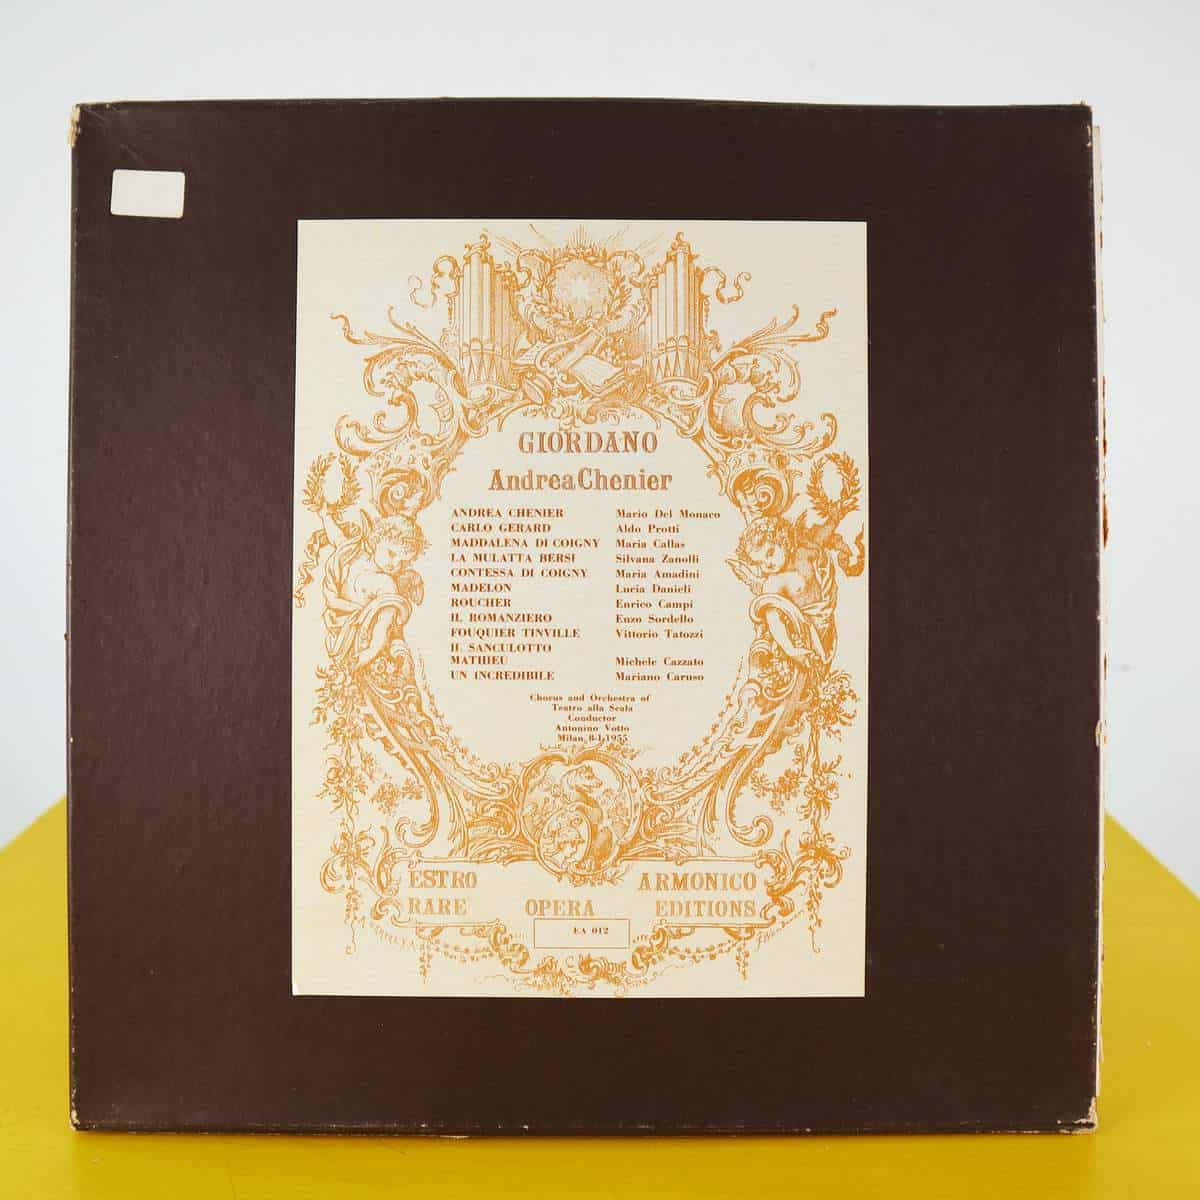 GIORDANO
Andrea Chenier
ANDREA CHENIER Mario Del Monaco
CARLO GERARD Aldo Protti
MADDALENA DI COIGNY Maria Callas
LA MULATTA BERSI Silvana Zanolli
CONTESSA DI COIGNY Maria Amadini
MADELON Lucia Danieli
ROUCHER Enrico Campi
IL ROMANZIERO Enzo Sordello
FOUQUIER TINVILLE Vittorio Tatozzi
IL SANCULOTTO
MATHIEU Michele Cazzato
UN INCREDIBILE Mariano Caruso
Chorus and Orchestra of
Teatro alla Scala
Conductor
Antonino Votto
Milan 8-1-1955
ESTRO ARMONICO
RARE OPERA EDITIONS
EA 012